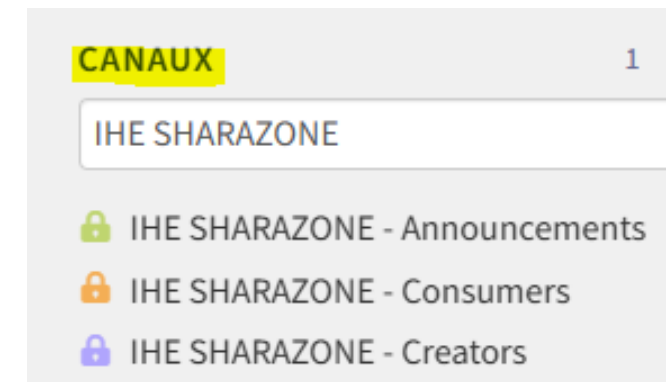 CANAUX 1
IHE SHARAZONE
IHE SHARAZONE - Announcements
IHE SHARAZONE - Consumers
IHE SHARAZONE - Creators